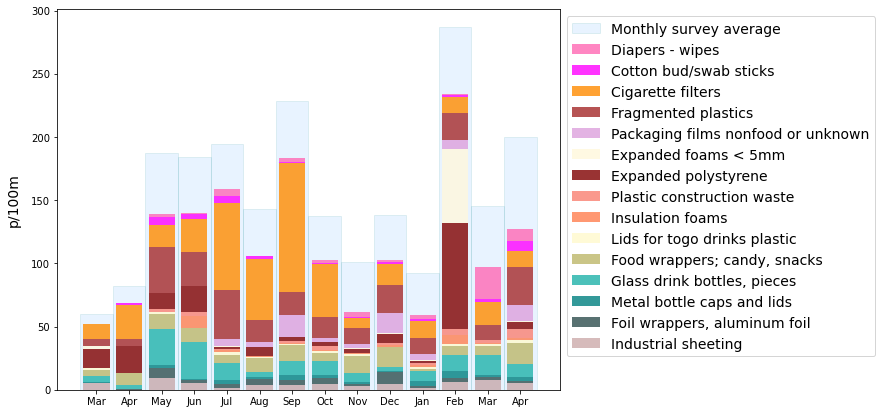 300
250
200
150
100
50
0
p/100m
Mar Apr May Jun Jul Aug Sep Oct Nov Dec Jan Feb Mar Apr
Monthly survey average
Diapers - wipes
Cotton bud/swab sticks
Cigarette filters
Fragmented plastics
Packaging films nonfood or unknown
Expanded foams < 5mm
Expanded polystyrene
Plastic construction waste
Insulation foams
Lids for togo drinks plastic
Food wrappers; candy, snacks
Glass drink bottles, pieces
Metal bottle caps and lids
Foil wrappers, aluminum foil
Industrial sheeting